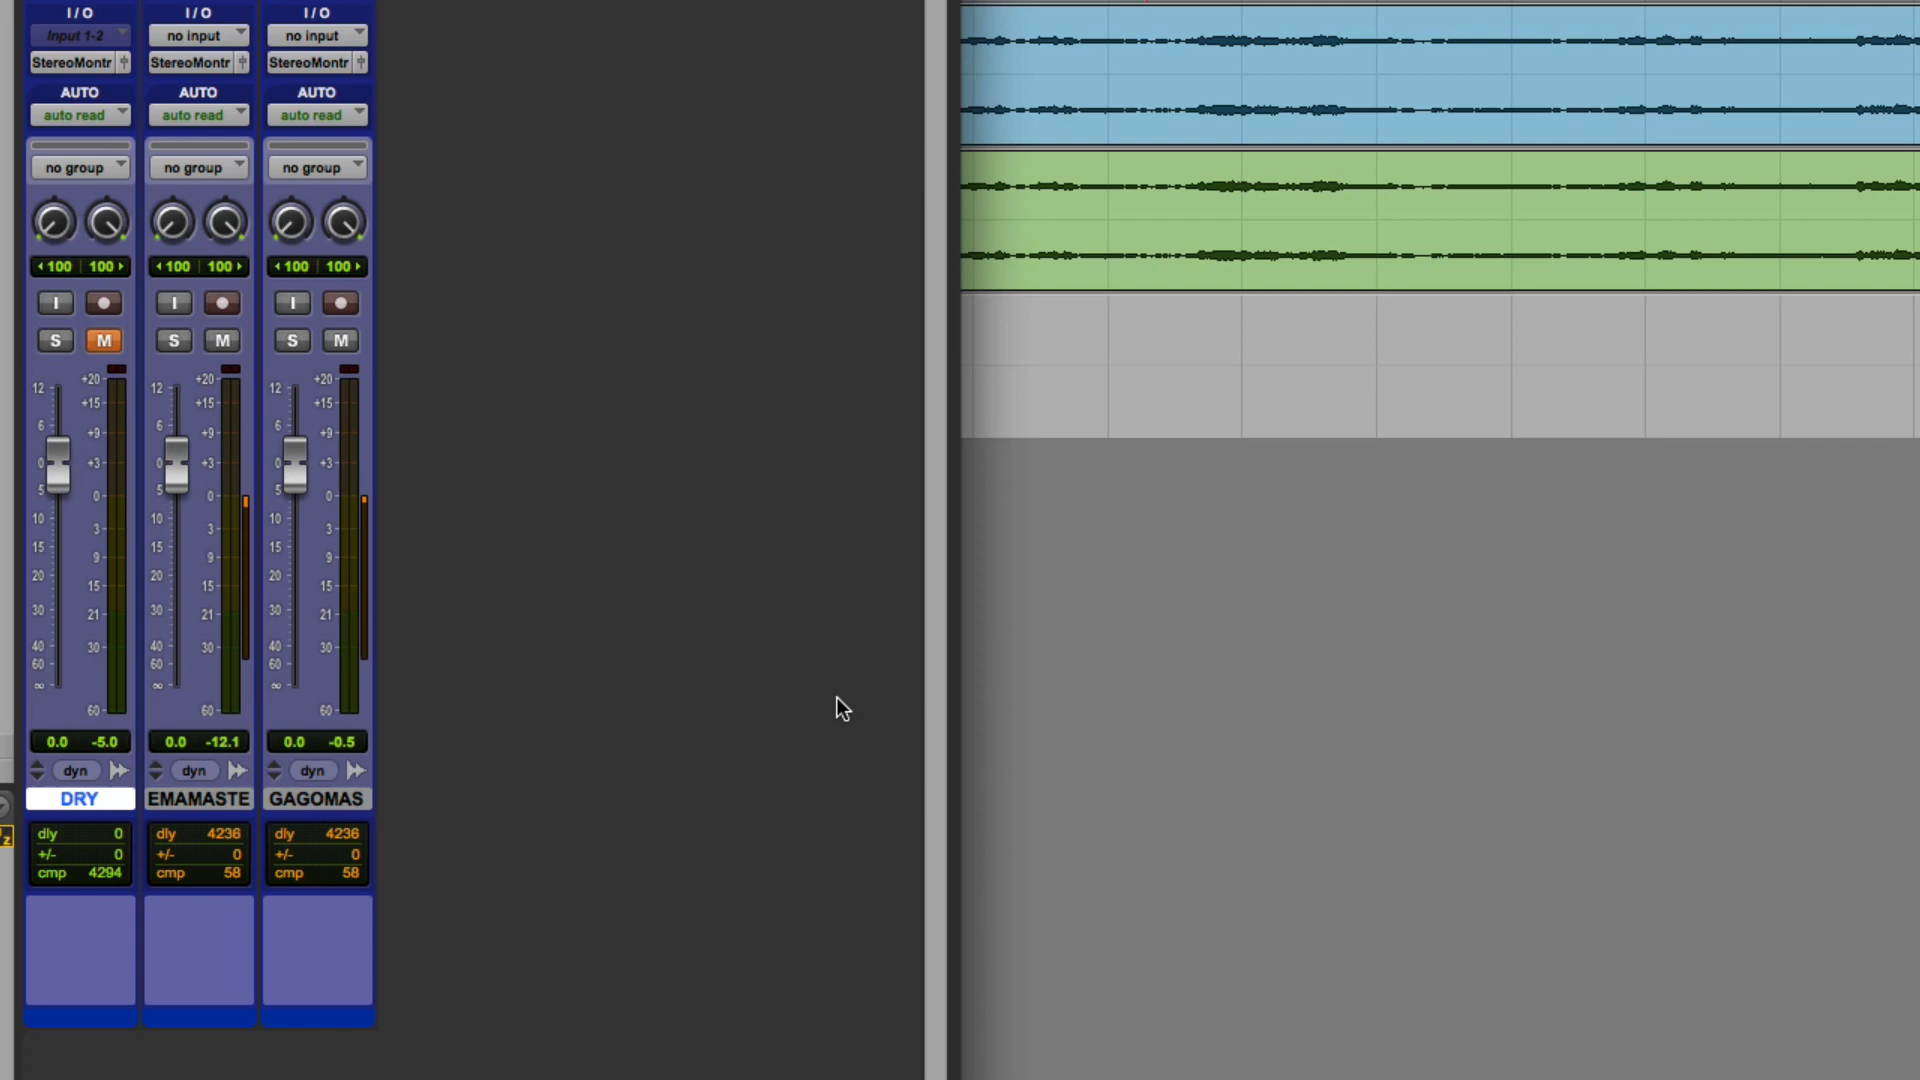 I / O I / O I / O
Input 1-2 no input no input
StereoMontr StereoMontr StereoMontr
AUTO AUTO AUTO
auto read auto read auto read
no group no group no group
100 100 100 100 100 100
I I I
S M S M S M
12 +20 12 +20 12 +20
+15 +15 +15
6 +9 6 +9 6 +9
0 +3 0 +3 0 +3
5 0 5 0 5 0
10 3 10 3 10 3
15 9 15 9 15 9
20 15 20 15 20 15
30 21 30 21 30 21
40 30 40 30 40 30
60 60 60
∞ ∞ ∞
60 60 60
0.0 -5.0 0.0 -12.1 0.0 -0.5
dyn dyn dyn
DRY EMAMASTE GAGOMAS
dly 0 dly 4236 dly 4236
+/- 0 +/- 0 +/- 0
cmp 4294 cmp 58 cmp 58